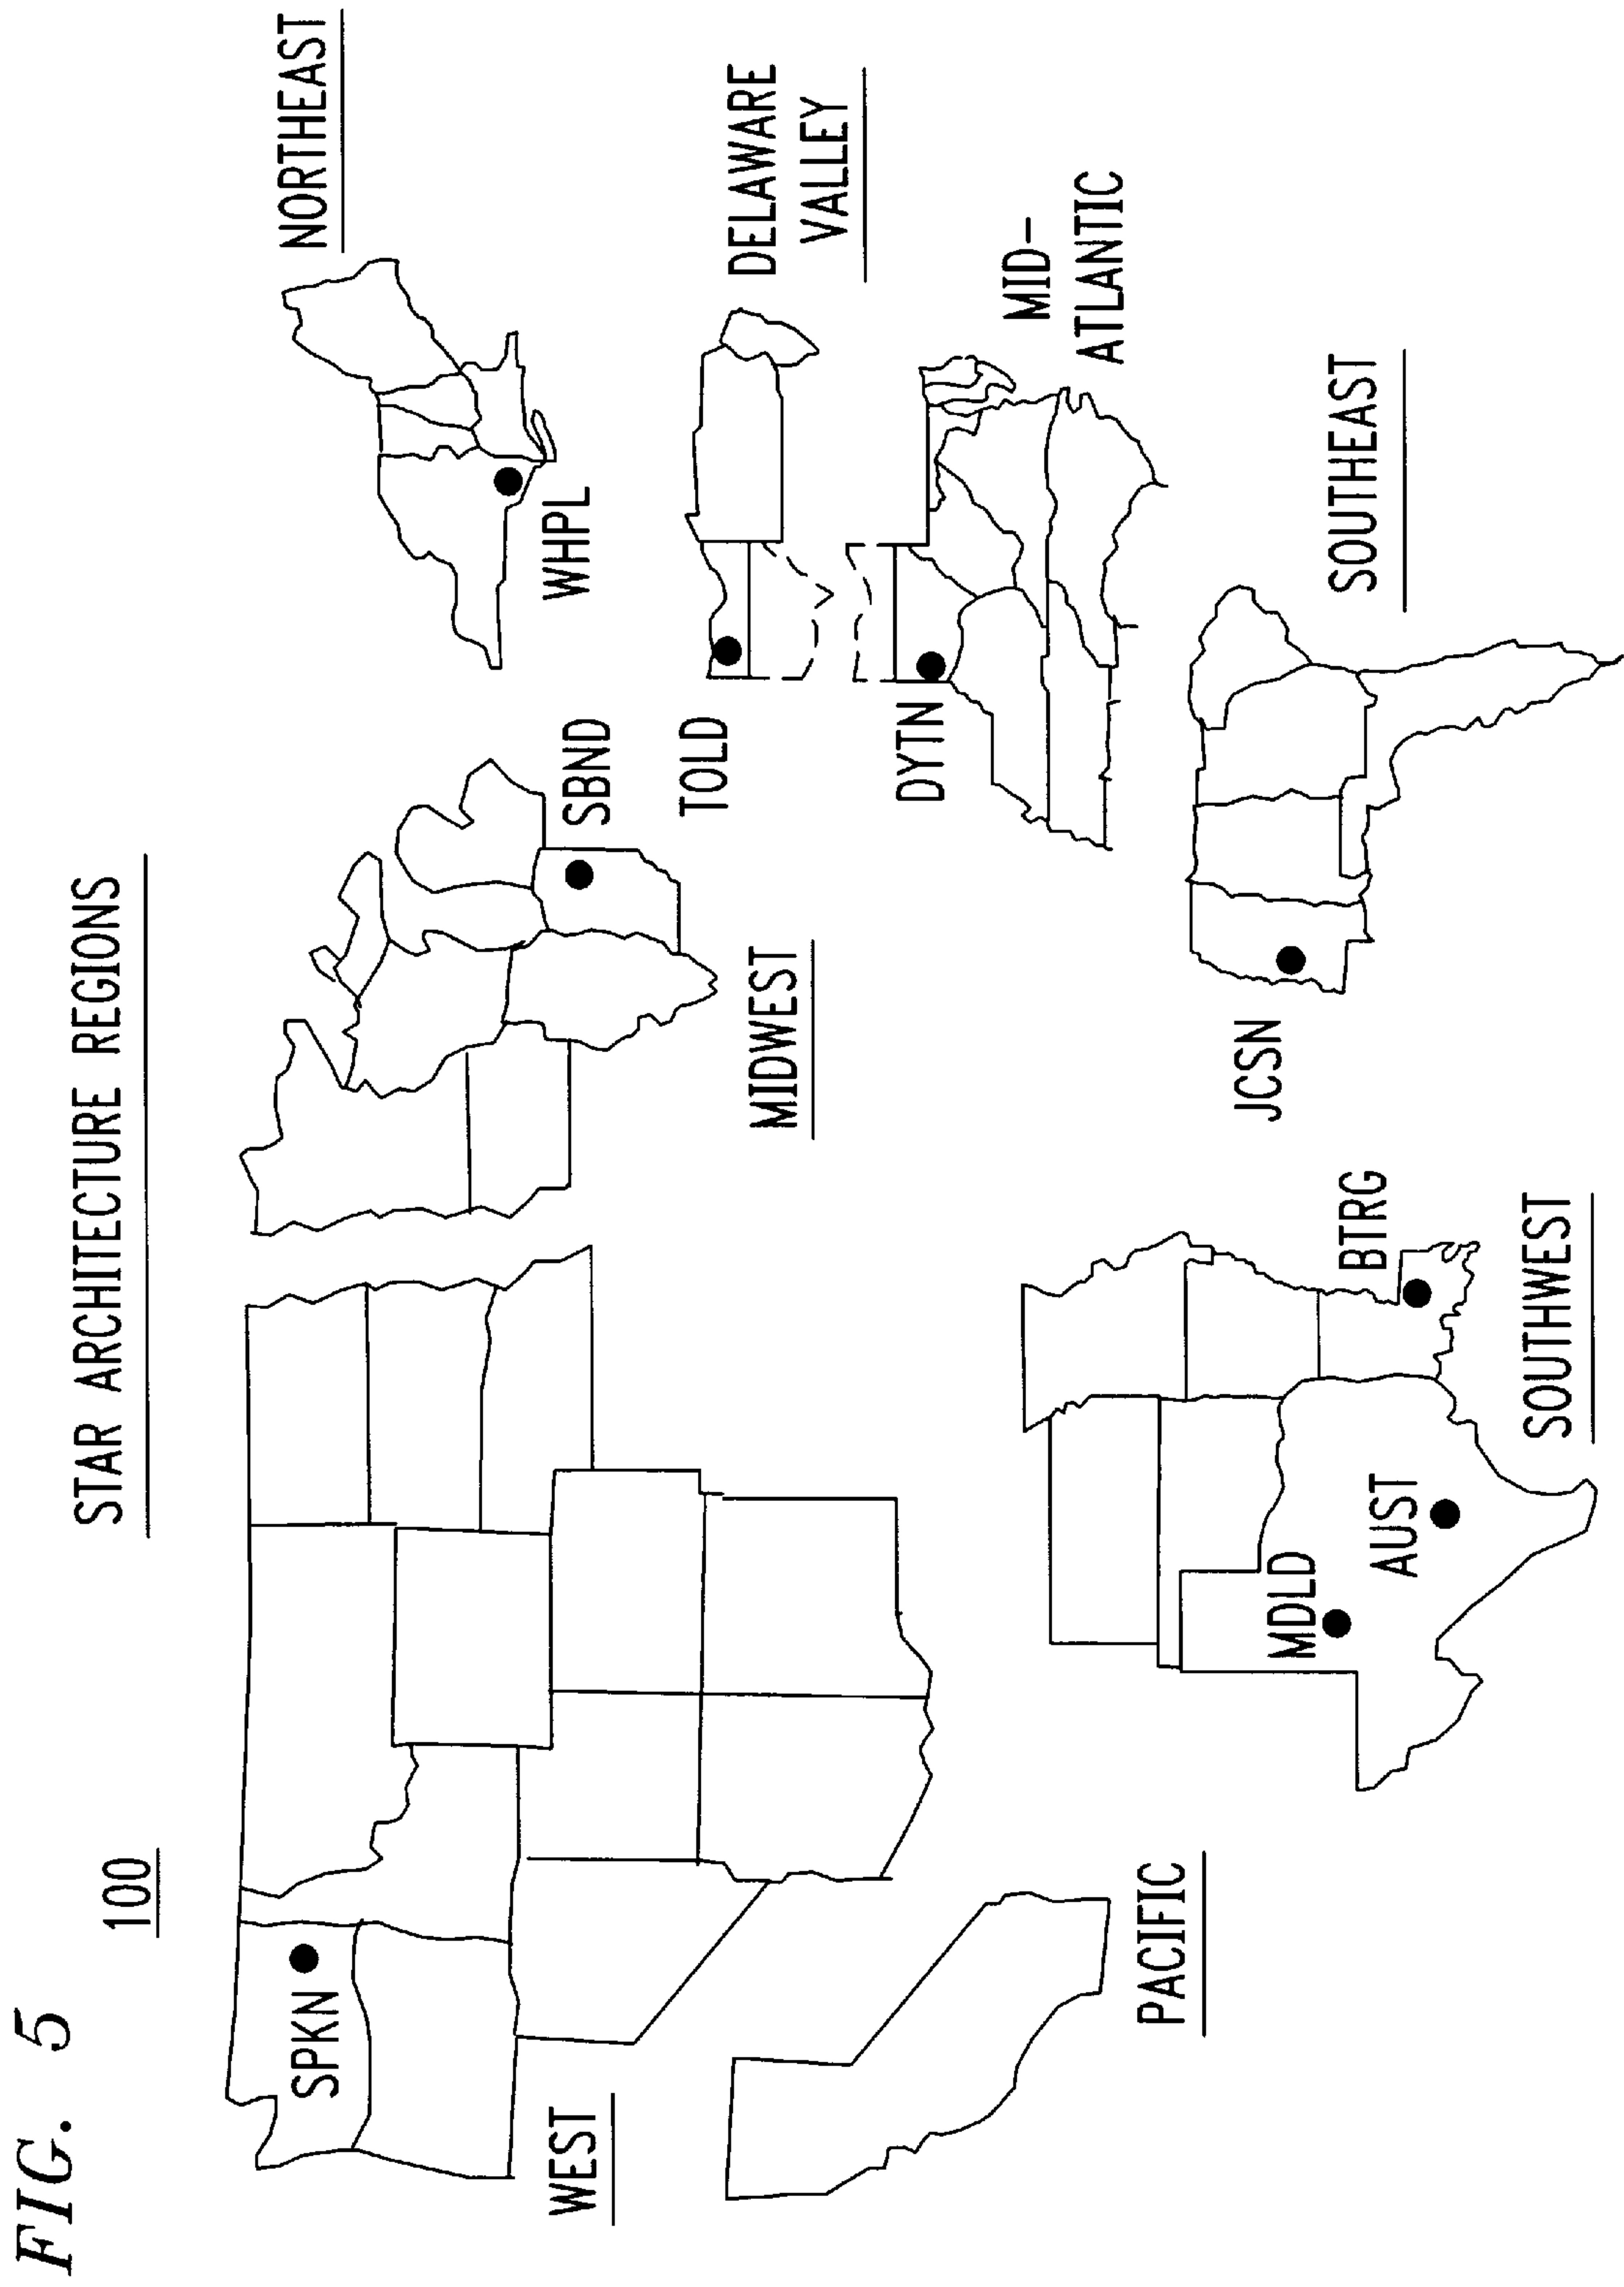 FIG. 5
100
STAR ARCHITECTURE REGIONS
SPKN
WEST
PACIFIC
MIDWEST
SBND
NORTHEAST
WHPL
DELAWARE
VALLEY
TOLD
MID-
ATLANTIC
DYTN
SOUTHEAST
JCSN
SOUTHWEST
BTRG
AUST
MDLD